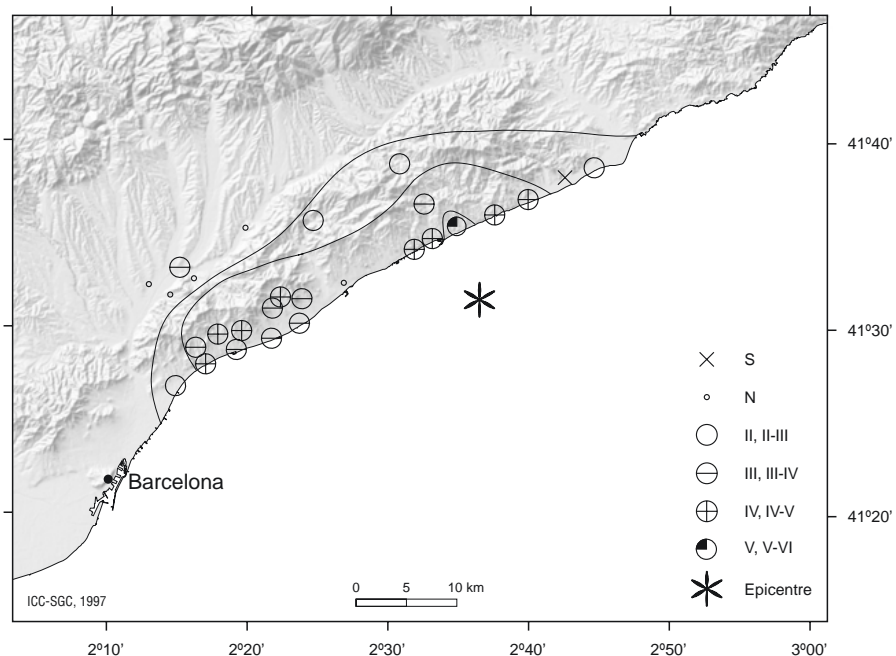 41º40'
41º30'
S
N
II, II-III
III, III-IV
IV, IV-V
V, V-VI
Epicentre
41º20'
Barcelona
0 5 10 km
ICC-SGC, 1997
2º10' 2º20' 2º30' 2º40' 2º50' 3º00'